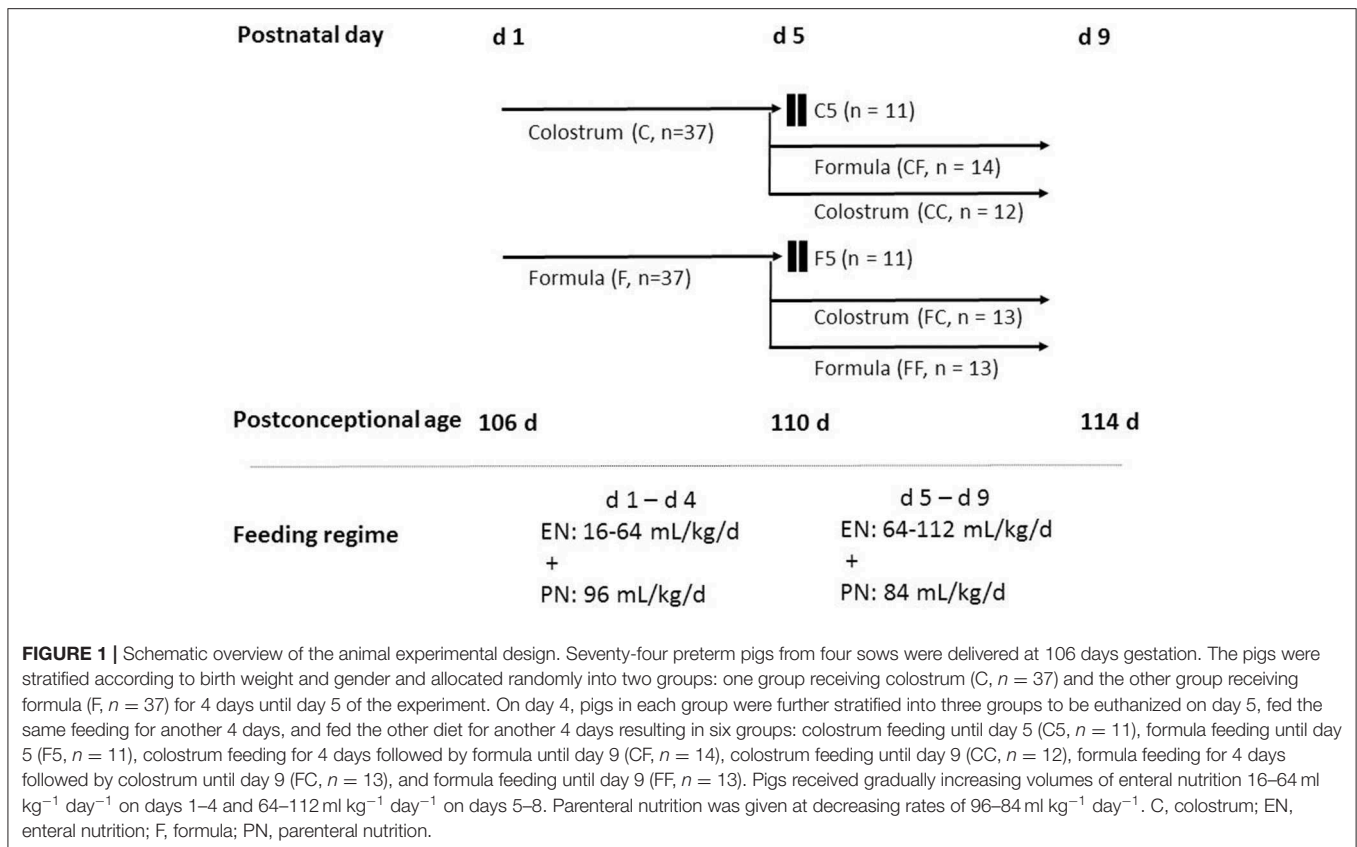 Postnatal day d 1 d 5 d 9
C5 (n = 11)
Colostrum (C, n=37)
Formula (CF, n = 14)
Colostrum (CC, n = 12)
F5 (n = 11)
Formula (F, n=37)
Colostrum (FC, n = 13)
Formula (FF, n = 13)
Postconceptional age 106 d 110 d 114 d
d 1 – d 4 d 5 – d 9
Feeding regime EN: 16-64 mL/kg/d EN: 64-112 mL/kg/d
+ +
PN: 96 mL/kg/d PN: 84 mL/kg/d
FIGURE 1 | Schematic overview of the animal experimental design. Seventy-four preterm pigs from four sows were delivered at 106 days gestation. The pigs were
stratified according to birth weight and gender and allocated randomly into two groups: one group receiving colostrum (C, n = 37) and the other group receiving
formula (F, n = 37) for 4 days until day 5 of the experiment. On day 4, pigs in each group were further stratified into three groups to be euthanized on day 5, fed the
same feeding for another 4 days, and fed the other diet for another 4 days resulting in six groups: colostrum feeding until day 5 (C5, n = 11), formula feeding until day
5 (F5, n = 11), colostrum feeding for 4 days followed by formula until day 9 (CF, n = 14), colostrum feeding until day 9 (CC, n = 12), formula feeding for 4 days
followed by colostrum until day 9 (FC, n = 13), and formula feeding until day 9 (FF, n = 13). Pigs received gradually increasing volumes of enteral nutrition 16–64 ml
kg⁻¹ day⁻¹ on days 1–4 and 64–112 ml kg⁻¹ day⁻¹ on days 5–8. Parenteral nutrition was given at decreasing rates of 96–84 ml kg⁻¹ day⁻¹. C, colostrum; EN,
enteral nutrition; F, formula; PN, parenteral nutrition.